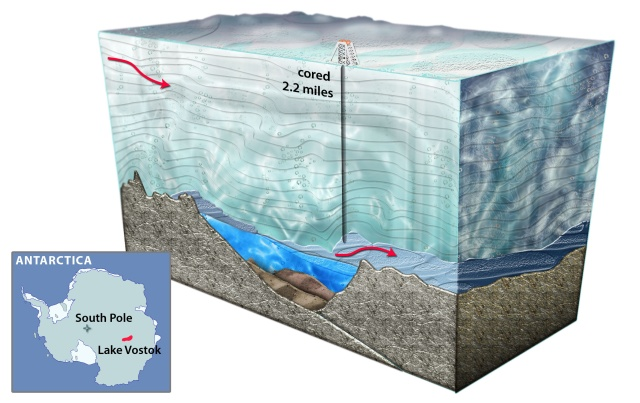 cored
2.2 miles
ANTARCTICA
South Pole
Lake Vostok